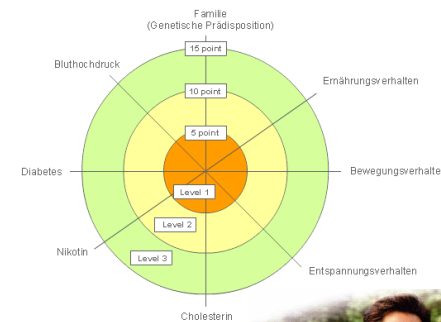 Familie
(Genetische Prädisposition)
15 point
Bluthochdruck
Ernährungsverhalten
10 point
5 point
Diabetes
Bewegungsverhalte
Level 1
Level 2
Nikotin
Level 3
Entspannungsverhalten
Cholesterin